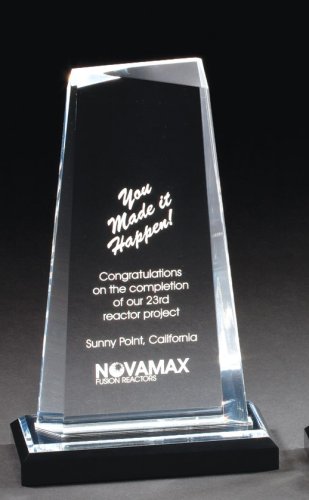 You
Made it
Happen!
Congratulations
on the completion
of our 23rd
reactor project
Sunny Point, California
NOVAMAX
FUSION REACTORS